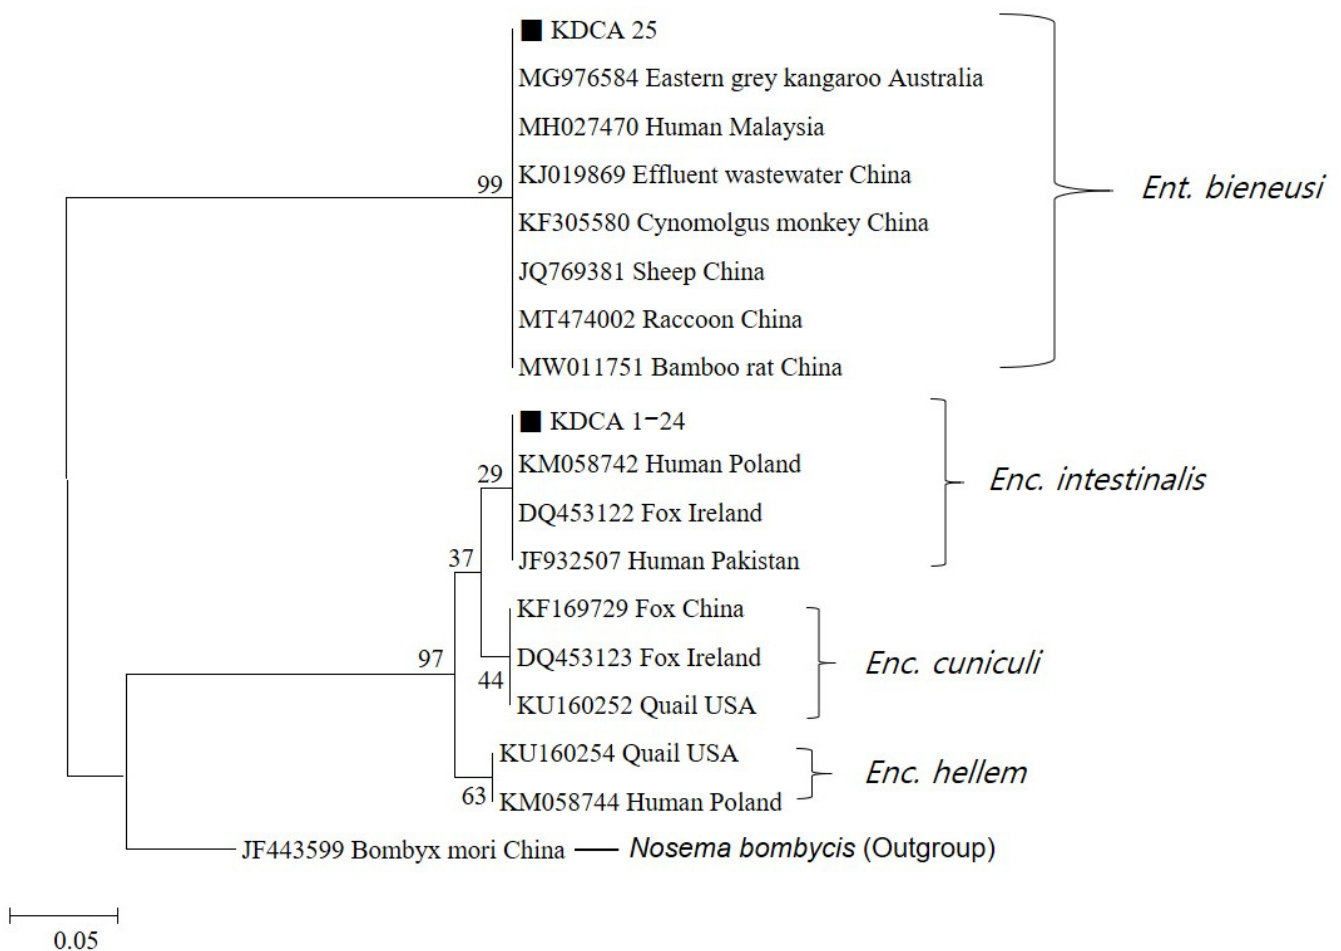 ■ KDCA 25
MG976584 Eastern grey kangaroo Australia
MH027470 Human Malaysia
99
KJ019869 Effluent wastewater China
Ent. bieneusi
KF305580 Cynomolgus monkey China
JQ769381 Sheep China
MT474002 Raccoon China
MW011751 Bamboo rat China
■ KDCA 1-24
29
KM058742 Human Poland
Enc. intestinalis
DQ453122 Fox Ireland
37
JF932507 Human Pakistan
KF169729 Fox China
97
DQ453123 Fox Ireland
Enc. cuniculi
44
KU160252 Quail USA
KU160254 Quail USA
Enc. hellem
63
KM058744 Human Poland
JF443599 Bombyx mori China — Nosema bombycis (Outgroup)
0.05